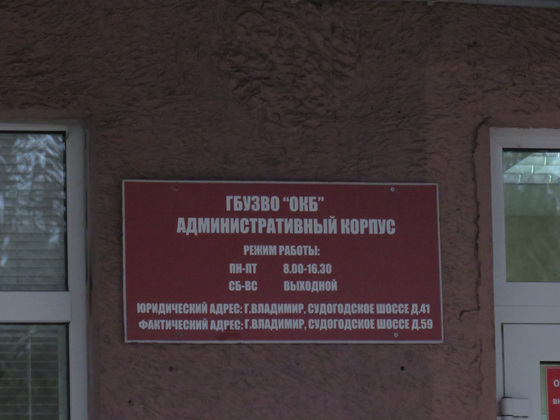 ГБУЗВО "ОКБ"
АДМИНИСТРАТИВНЫЙ КОРПУС
РЕЖИМ РАБОТЫ:
ПН-ПТ 8.00-16.30
СБ-ВС ВЫХОДНОЙ
ЮРИДИЧЕСКИЙ АДРЕС: Г.ВЛАДИМИР, СУДОГОДСКОЕ ШОССЕ Д.41
ФАКТИЧЕСКИЙ АДРЕС: Г.ВЛАДИМИР, СУДОГОДСКОЕ ШОССЕ Д.59